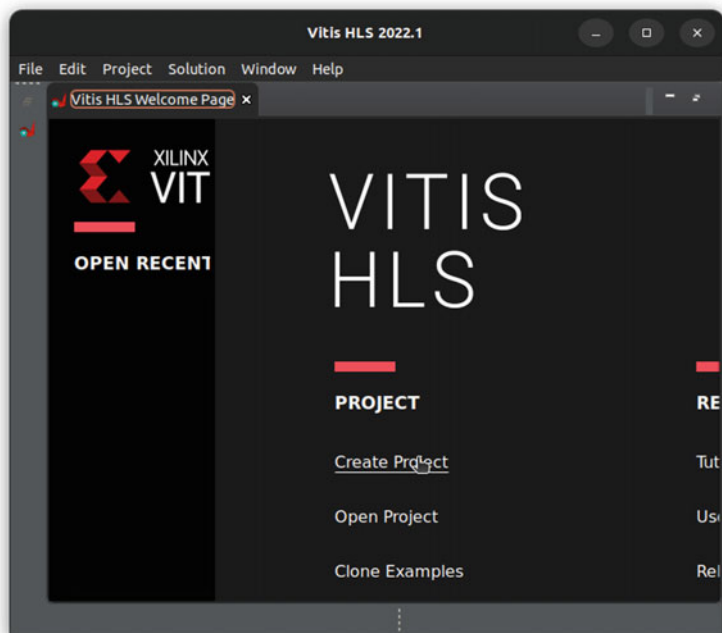 Vitis HLS 2022.1
File Edit Project Solution Window Help
Vitis HLS Welcome Page
XILINX
VIT
OPEN RECENT
VITIS
HLS
PROJECT
Create Project
Open Project
Clone Examples
RE
Tut
Use
Rel